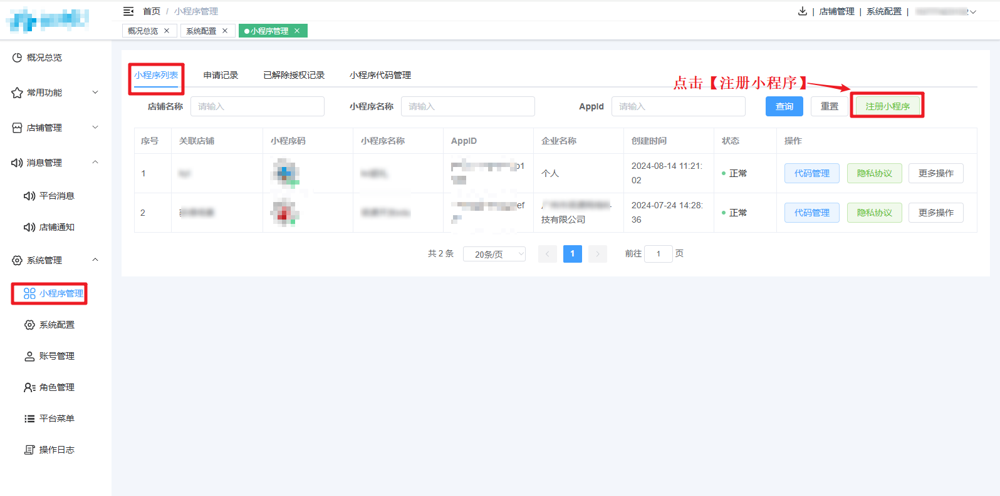 首页 / 小程序管理
| 店铺管理 | 系统配置 |
概况总览 × 系统配置 × 小程序管理 ×
概况总览
常用功能
店铺管理
消息管理
平台消息
店铺通知
系统管理
小程序管理
系统配置
账号管理
角色管理
平台菜单
操作日志
小程序列表 申请记录 已解除授权记录 小程序代码管理
点击【注册小程序】
店铺名称 请输入 小程序名称 请输入 AppId 请输入 查询 重置 注册小程序
序号 关联店铺 小程序码 小程序名称 AppID 企业名称 创建时间 状态 操作
1 个人 2024-08-14 11:21:02 正常 代码管理 隐私协议 更多操作
2 技有限公司 2024-07-24 14:28:36 正常 代码管理 隐私协议 更多操作
共 2 条 20条/页 1 前往 1 页